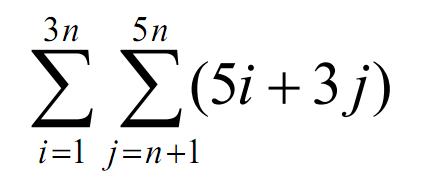 3n 5n
∑ ∑(5i + 3j)
i=1 j=n+1